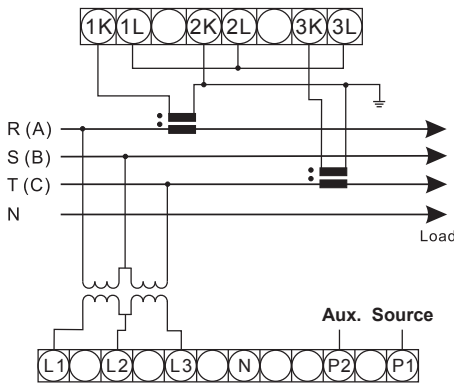 1K 1L 2K 2L 3K 3L
R (A)
S (B)
T (C)
N
Load
Aux. Source
L1 L2 L3 N P2 P1